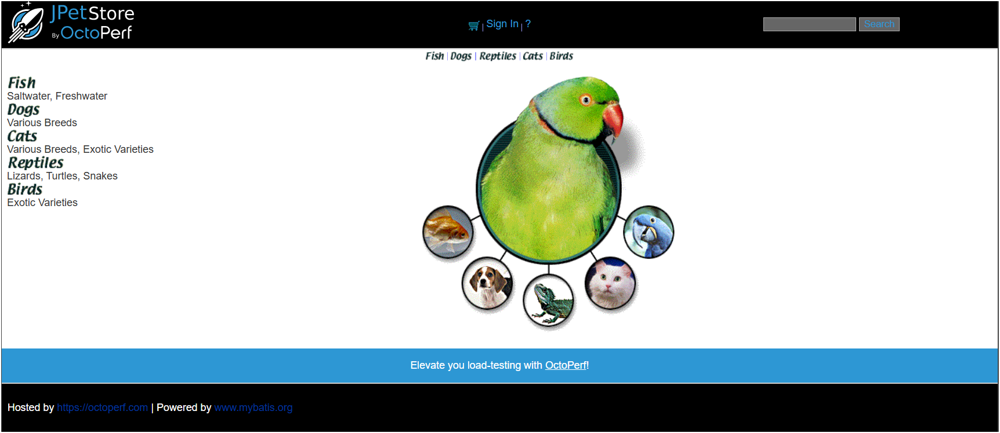 JPetStore
By OctoPerf
| Sign In | ?
Search
Fish | Dogs | Reptiles | Cats | Birds
Fish
Saltwater, Freshwater
Dogs
Various Breeds
Cats
Various Breeds, Exotic Varieties
Reptiles
Lizards, Turtles, Snakes
Birds
Exotic Varieties
Elevate you load-testing with OctoPerf!
Hosted by https://octoperf.com | Powered by www.mybatis.org